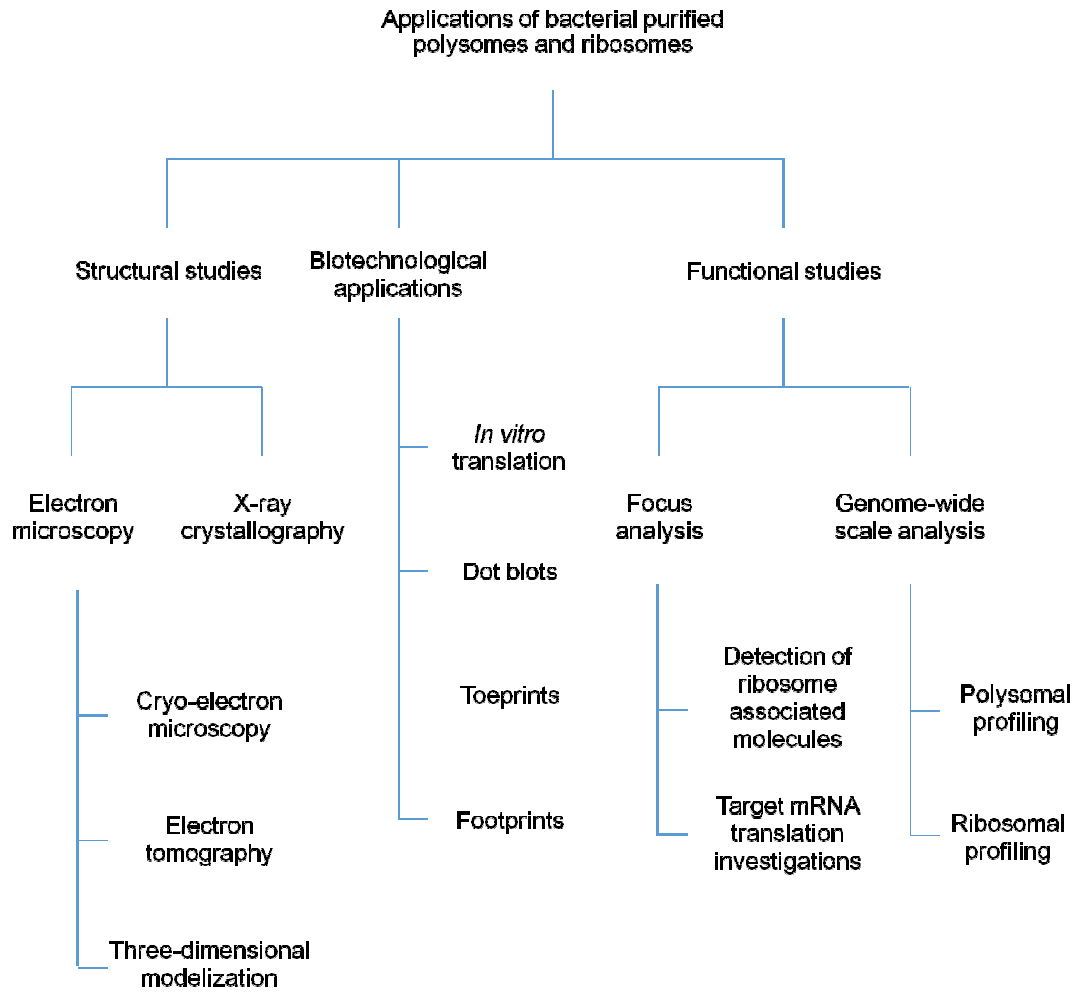 Applications of bacterial purified
polysomes and ribosomes
Structural studies
Biotechnological
applications
Functional studies
Electron
microscopy
X-ray
crystallography
In vitro
translation
Dot blots
Toeprints
Footprints
Focus
analysis
Genome-wide
scale analysis
Cryo-electron
microscopy
Electron
tomography
Three-dimensional
modelization
Detection of
ribosome
associated
molecules
Target mRNA
translation
investigations
Polysomal
profiling
Ribosomal
profiling